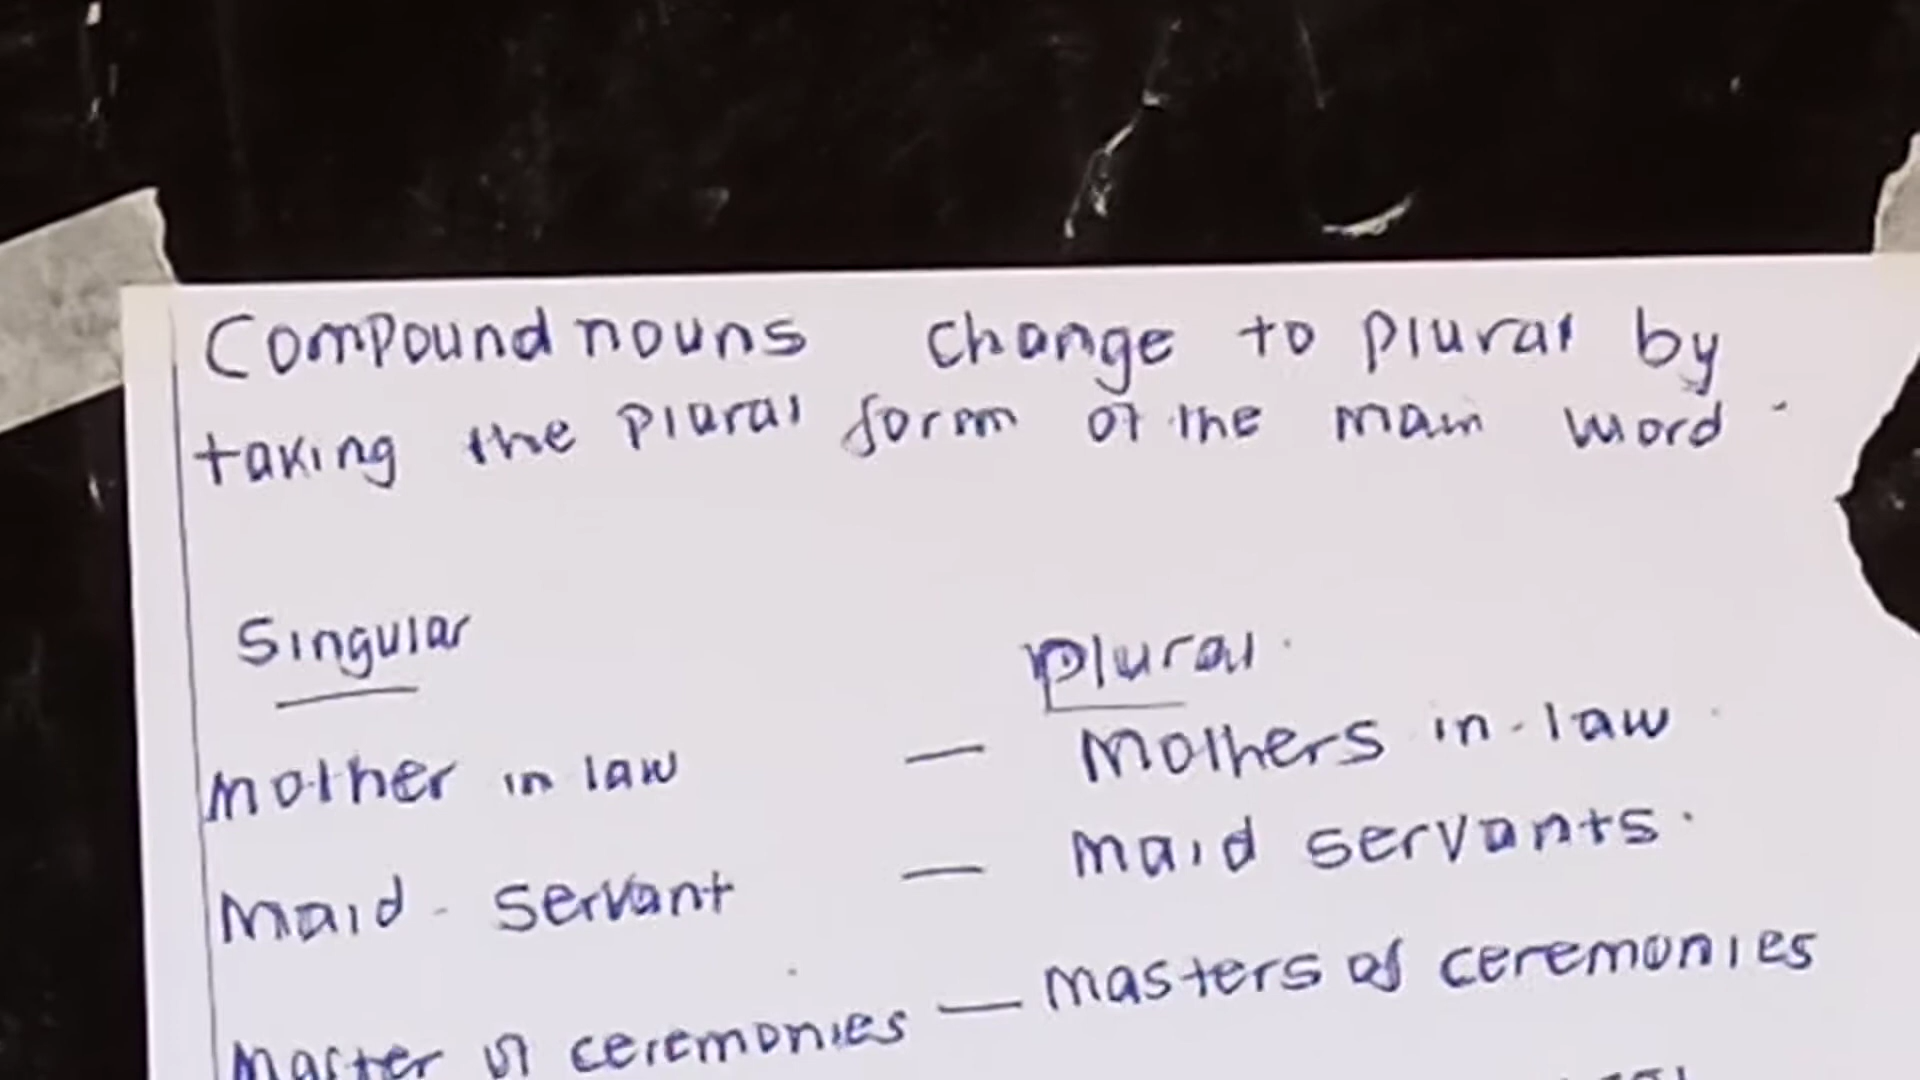 Compound nouns change to plural by
taking the plural form of the main word.
Singular
Plural.
Mother in law — Mothers in-law.
Maid - servant — Maid servants.
Master of ceremonies — Masters of ceremonies